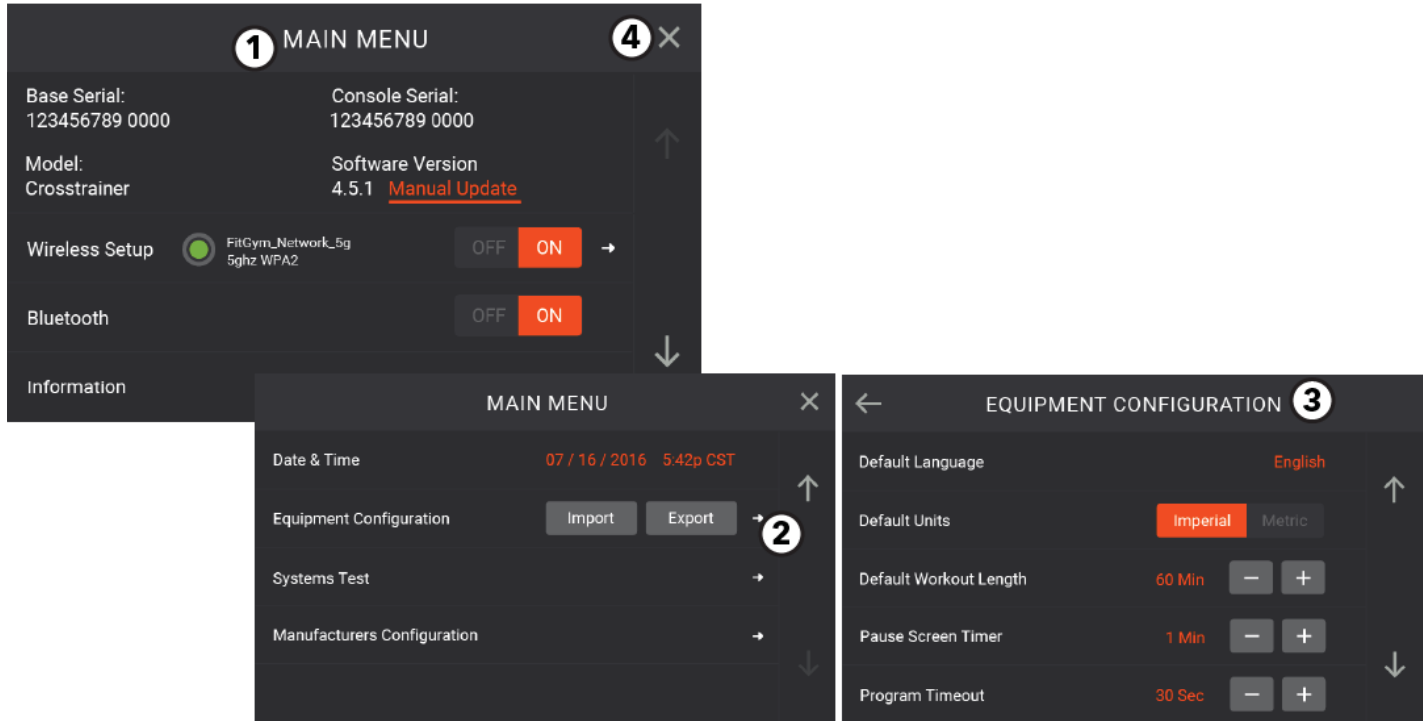 1 MAIN MENU 4
Base Serial: Console Serial:
123456789 0000 123456789 0000
Model: Software Version
Crosstrainer 4.5.1 Manual Update
Wireless Setup FitGym_Network_5g
5ghz WPA2
OFF ON
Bluetooth OFF ON
Information
MAIN MENU
Date & Time 07 / 16 / 2016 5:42p CST
Equipment Configuration Import Export
2
Systems Test
Manufacturers Configuration
EQUIPMENT CONFIGURATION 3
Default Language English
Default Units Imperial Metric
Default Workout Length 60 Min − +
Pause Screen Timer 1 Min − +
Program Timeout 30 Sec − +